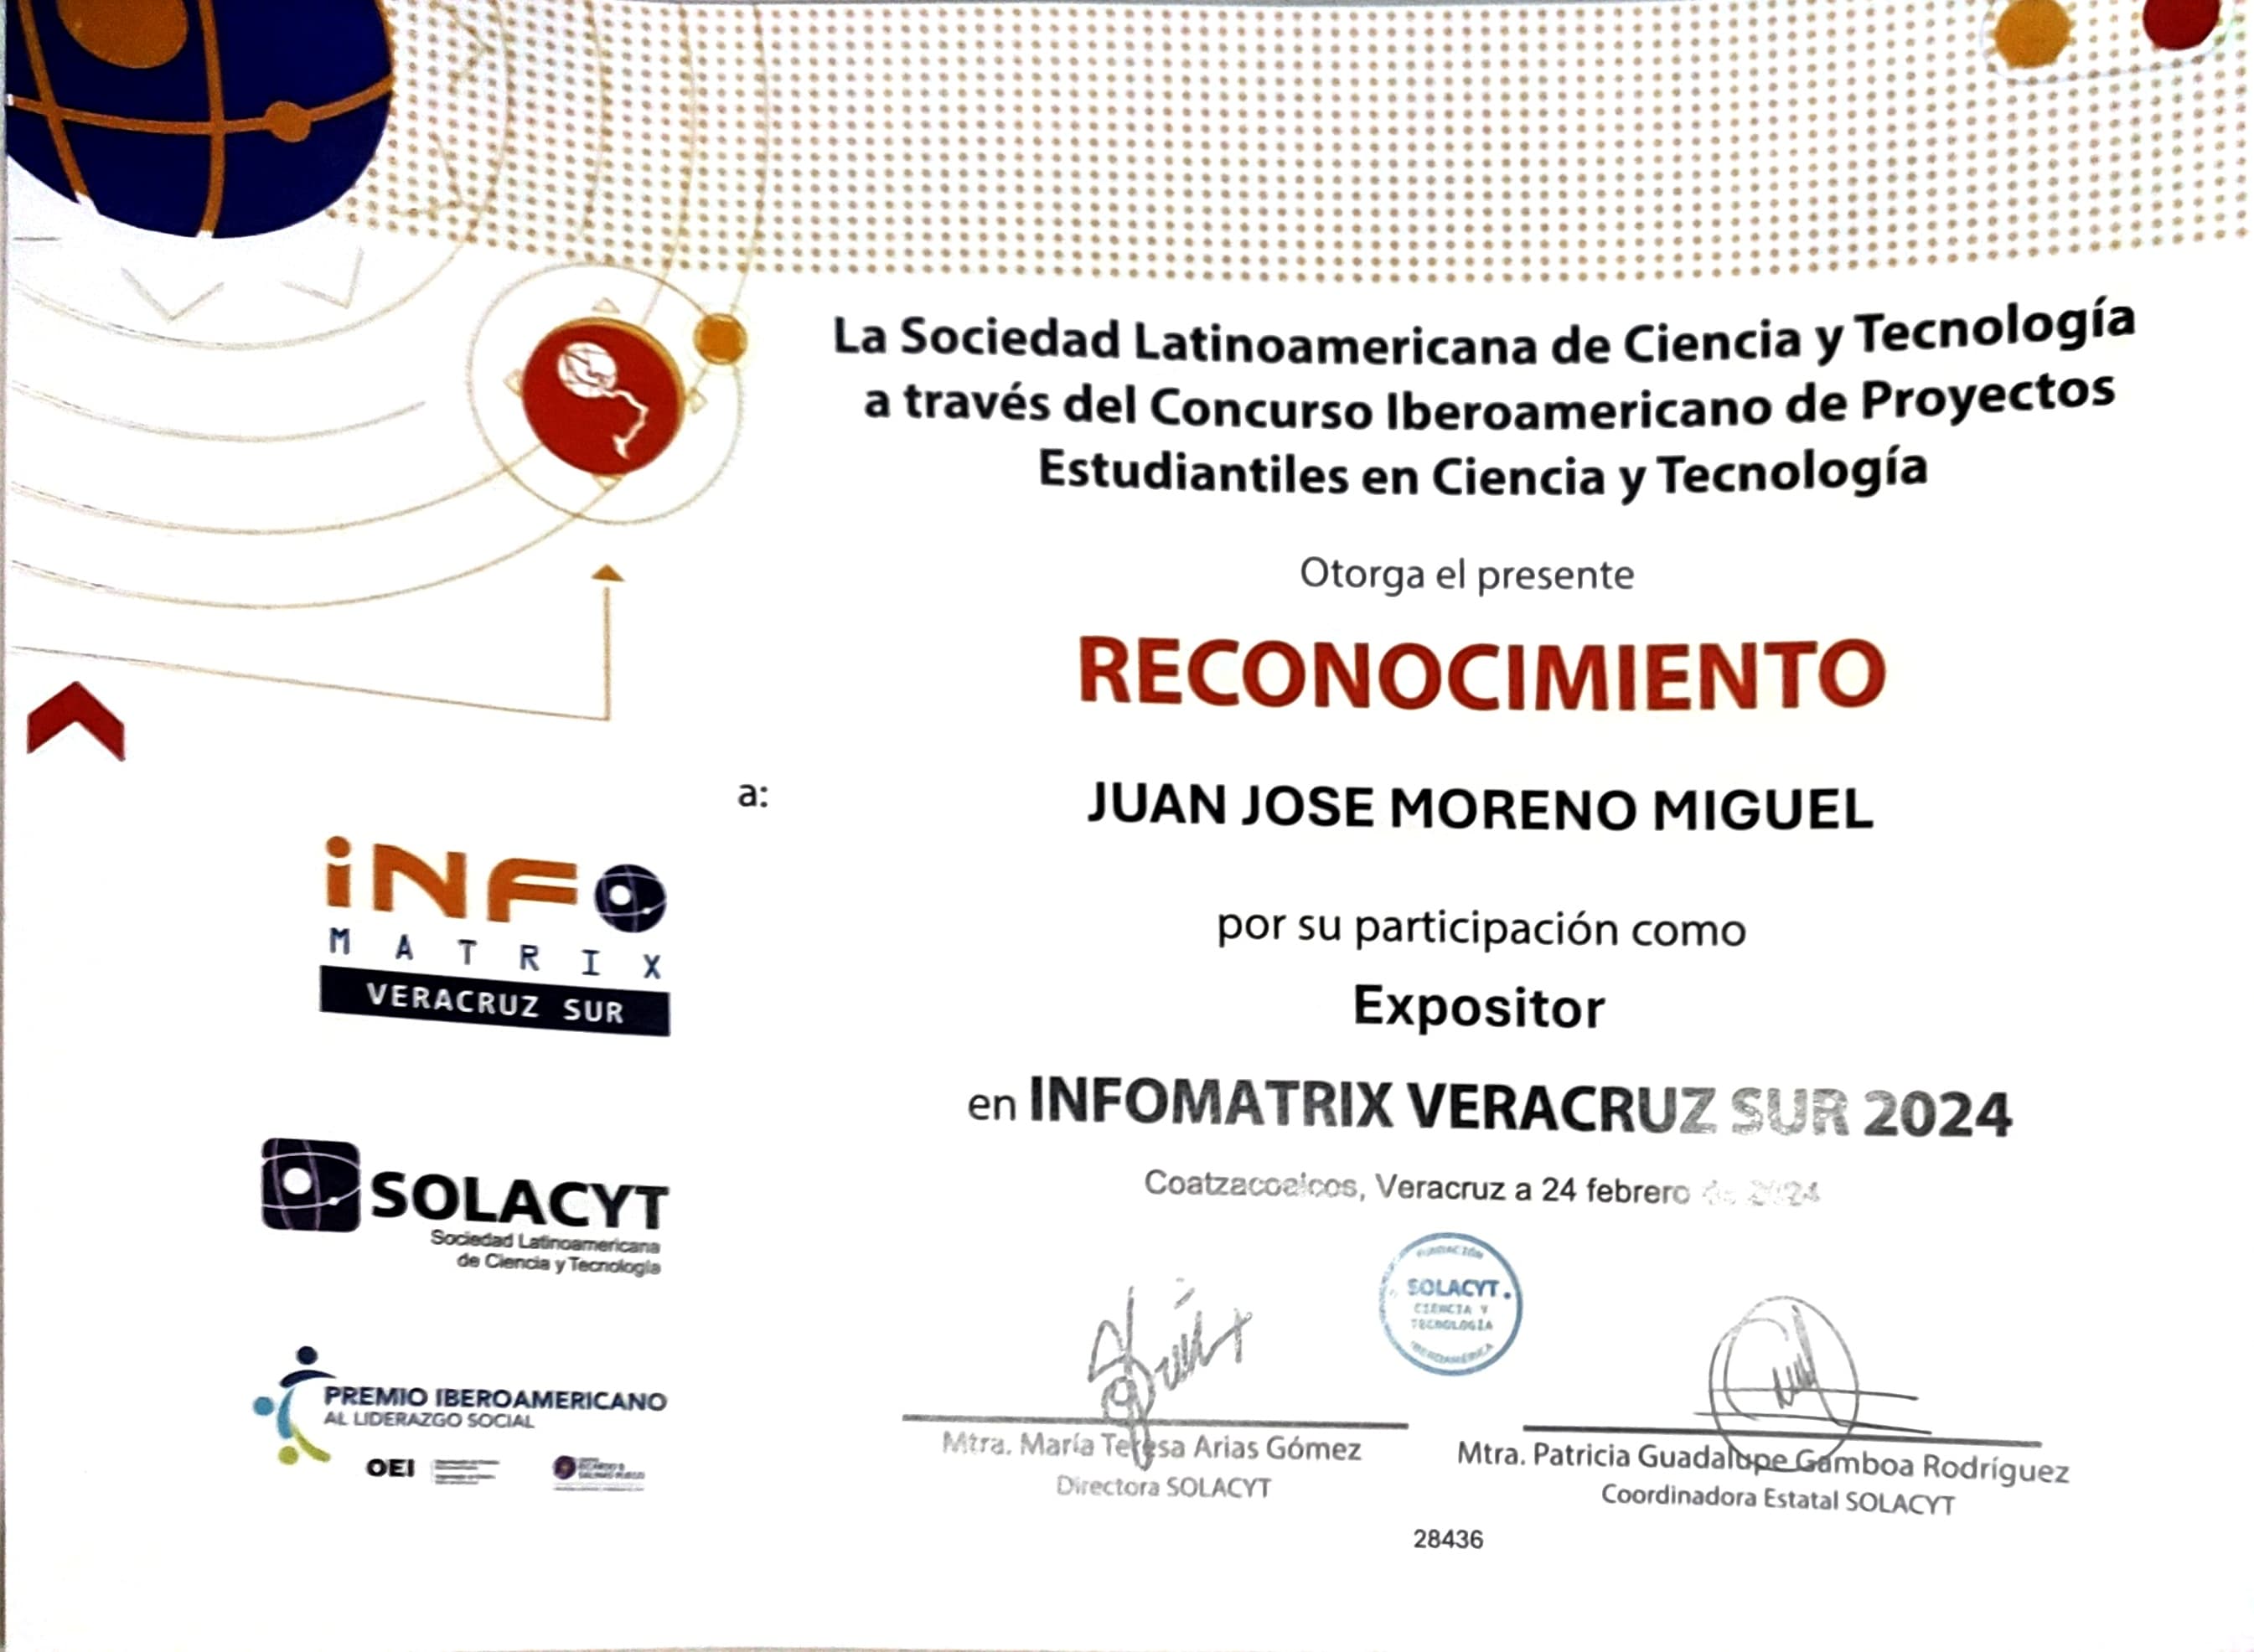 La Sociedad Latinoamericana de Ciencia y Tecnología
a través del Concurso Iberoamericano de Proyectos
Estudiantiles en Ciencia y Tecnología
Otorga el presente
RECONOCIMIENTO
a:
JUAN JOSE MORENO MIGUEL
por su participación como
Expositor
en INFOMATRIX VERACRUZ SUR 2024
Coatzacoalcos, Veracruz a 24 febrero de 2024
iNFO
MATRIX
VERACRUZ SUR
SOLACYT
Sociedad Latinoamericana
de Ciencia y Tecnología
PREMIO IBEROAMERICANO
AL LIDERAZGO SOCIAL
OEI
FUNDACIÓN
SOLACYT
CIENCIA Y
TECNOLOGÍA
IBEROAMÉRICA
Mtra. María Teresa Arias Gómez
Directora SOLACYT
Mtra. Patricia Guadalupe Gamboa Rodríguez
Coordinadora Estatal SOLACYT
28436